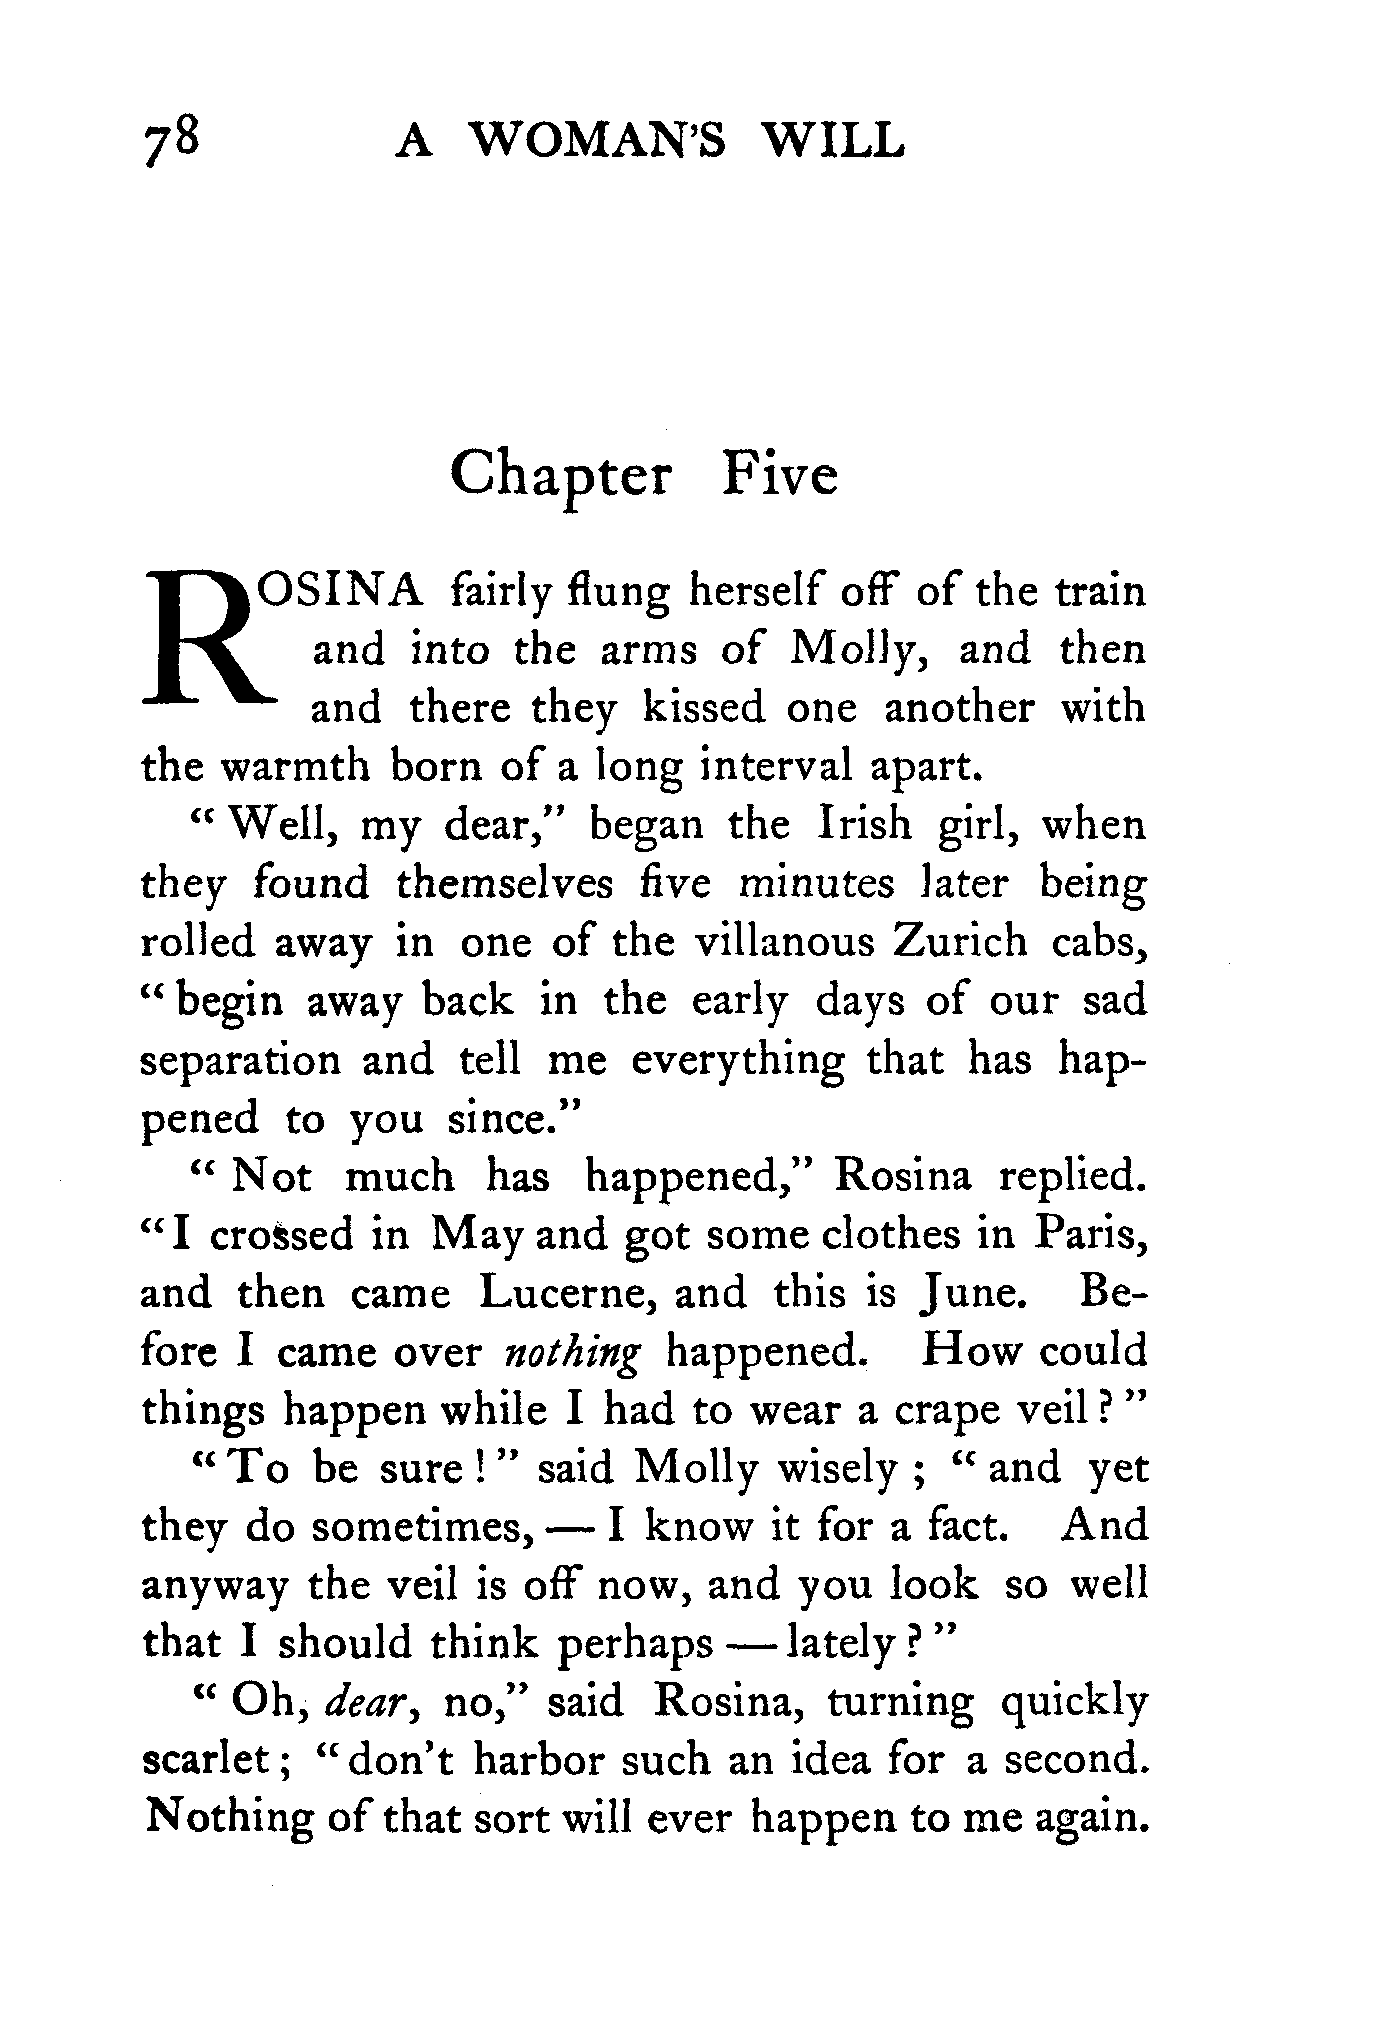 78 A WOMAN'S WILL
Chapter Five
ROSINA fairly flung herself off of the train
and into the arms of Molly, and then
and there they kissed one another with
the warmth born of a long interval apart.
“ Well, my dear,” began the Irish girl, when
they found themselves five minutes later being
rolled away in one of the villanous Zurich cabs,
“ begin away back in the early days of our sad
separation and tell me everything that has hap-
pened to you since.”
“ Not much has happened,” Rosina replied.
“ I crossed in May and got some clothes in Paris,
and then came Lucerne, and this is June. Be-
fore I came over nothing happened. How could
things happen while I had to wear a crape veil ? ”
“ To be sure ! ” said Molly wisely ; “ and yet
they do sometimes, — I know it for a fact. And
anyway the veil is off now, and you look so well
that I should think perhaps — lately ? ”
“ Oh, dear, no,” said Rosina, turning quickly
scarlet ; “ don't harbor such an idea for a second.
Nothing of that sort will ever happen to me again.